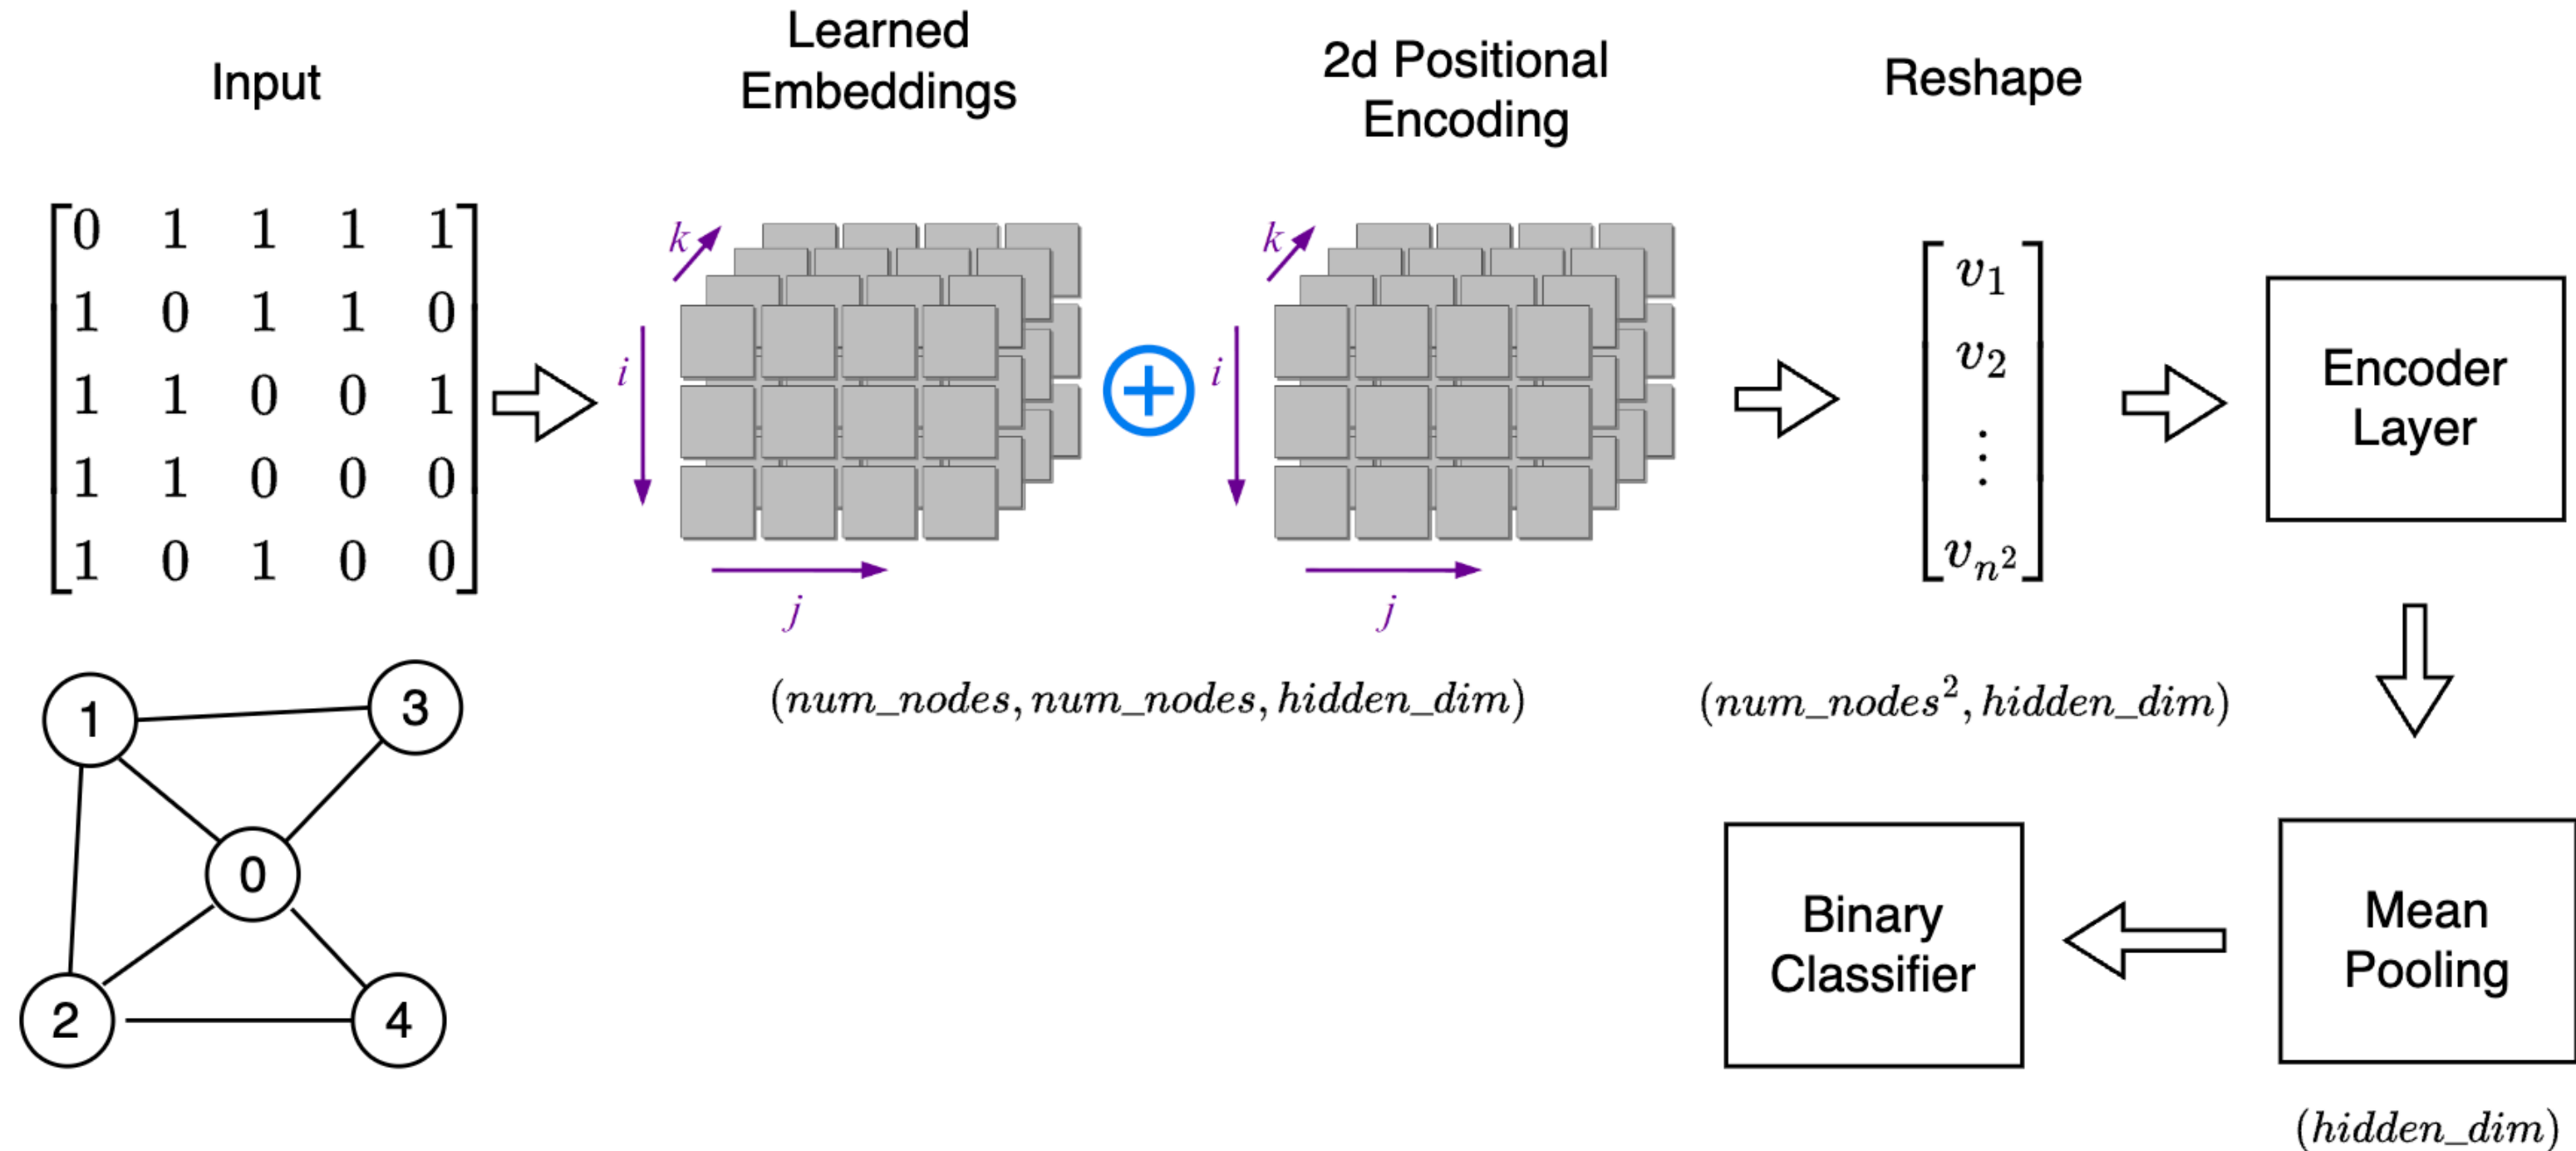 Input
Learned
Embeddings
2d Positional
Encoding
Reshape
0 1 1 1 1
1 0 1 1 0
1 1 0 0 1
1 1 0 0 0
1 0 1 0 0
k
i
j
+
k
i
j
v1
v2
⋮
vn²
Encoder
Layer
(num_nodes, num_nodes, hidden_dim)
(num_nodes², hidden_dim)
1
3
0
2
4
Binary
Classifier
Mean
Pooling
(hidden_dim)